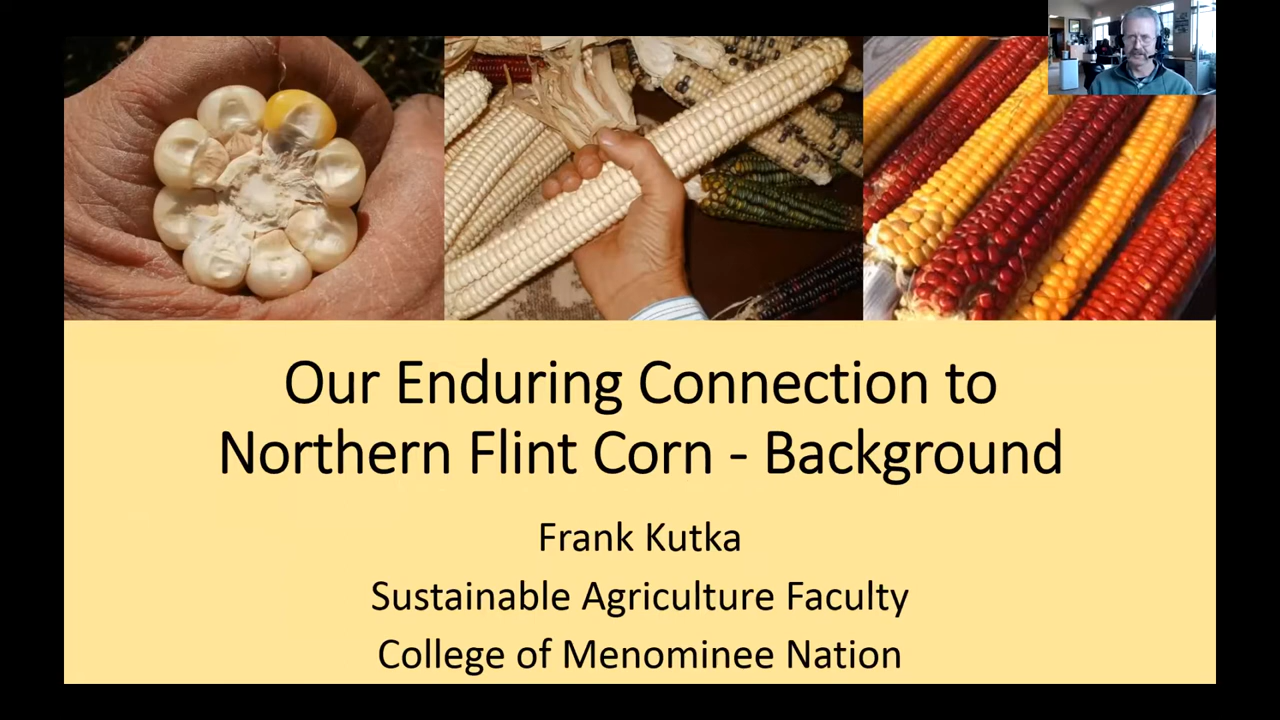 Our Enduring Connection to
Northern Flint Corn - Background
Frank Kutka
Sustainable Agriculture Faculty
College of Menominee Nation